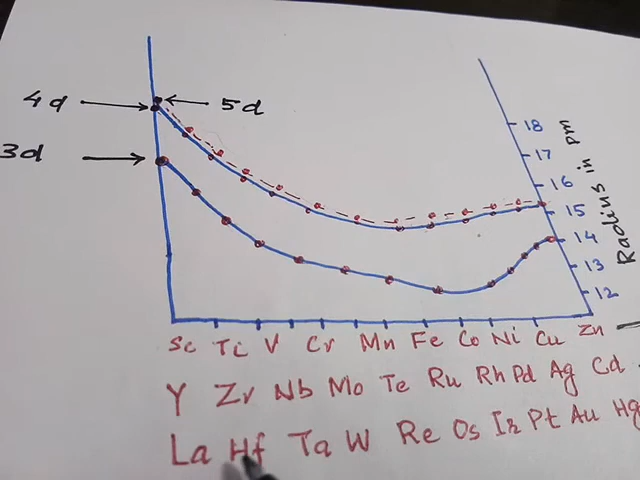 4d 5d
3d
18
17
16
15
14
13
12
Radius in pm
Sc Ti V Cr Mn Fe Co Ni Cu Zn
Y Zr Nb Mo Te Ru Rh Pd Ag Cd
La Hf Ta W Re Os Ir Pt Au Hg